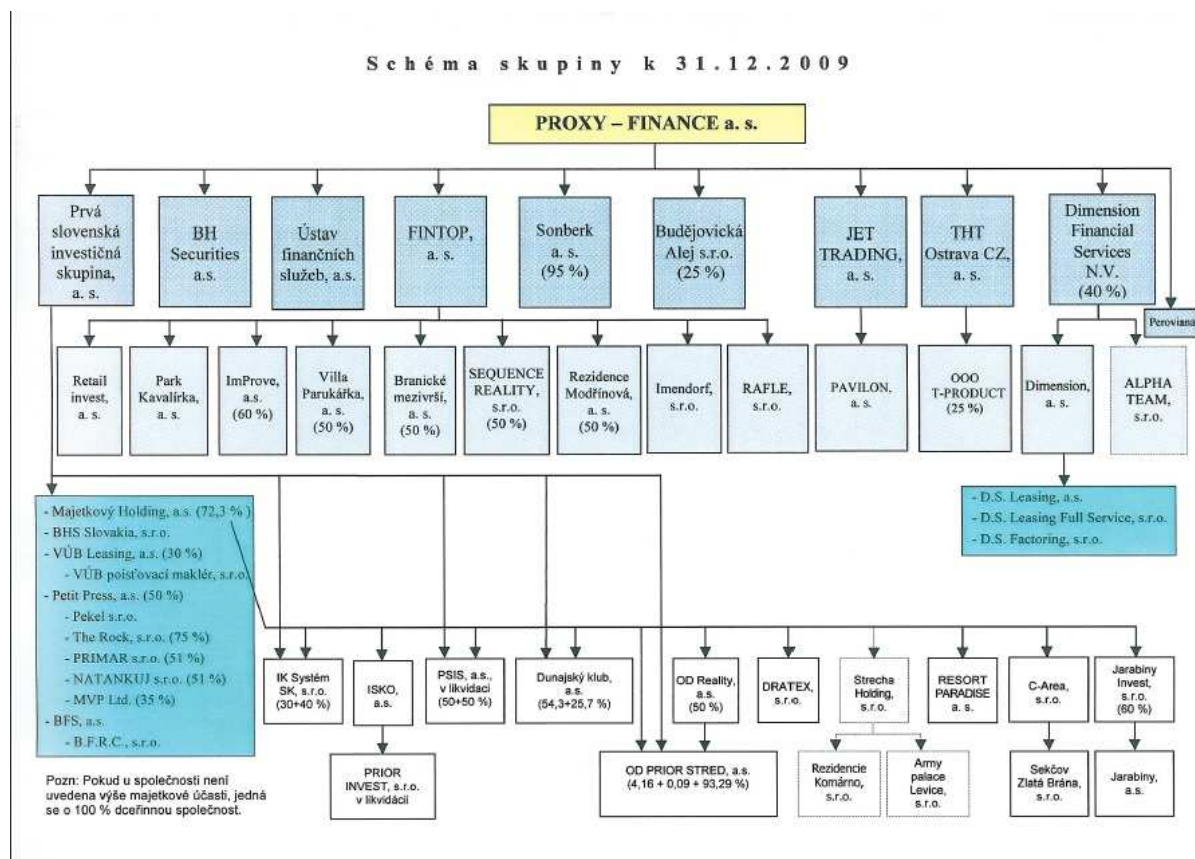 Schéma skupiny k 31.12.2009
PROXY – FINANCE a. s.
Prvá
slovenská
investičná
skupina,
a. s.
BH
Securities
a.s.
Ústav
finančních
služeb, a.s.
FINTOP,
a. s.
Sonberk
a. s.
(95 %)
Budějovická
Alej s.r.o.
(25 %)
JET
TRADING,
a. s.
THT
Ostrava CZ,
a. s.
Dimension
Financial
Services
N.V.
(40 %)
Peroviana
Retail
invest,
a. s.
Park
Kavalírka,
a. s.
ImProve,
a. s.
(60 %)
Villa
Parukářka,
a. s.
(50 %)
Branické
mezivrší,
a. s.
(50 %)
SEQUENCE
REALITY,
s.r.o.
(50 %)
Rezidence
Modřínová,
a. s.
(50 %)
Imendorf,
s.r.o.
RAFLE,
s.r.o.
PAVILON,
a. s.
OOO
T-PRODUCT
(25 %)
Dimension,
a. s.
ALPHA
TEAM,
s.r.o.
- Majetkový Holding, a.s. (72,3 % )
- BHS Slovakia, s.r.o.
- VÚB Leasing, a.s. (30 %)
- VÚB poisťovací maklér, s.r.o.
- Petit Press, a.s. (50 %)
- Pekel s.r.o.
- The Rock, s.r.o. (75 %)
- PRIMAR s.r.o. (51 %)
- NATANKUJ s.r.o. (51 %)
- MVP Ltd. (35 %)
- BFS, a.s.
- B.F.R.C., s.r.o.
- D.S. Leasing, a.s.
- D.S. Leasing Full Service, s.r.o.
- D.S. Factoring, s.r.o.
IK Systém
SK, s.r.o.
(30+40 %)
ISKO,
a.s.
PSIS, a.s.,
v likvidaci
(50+50 %)
Dunajský klub,
a.s.
(54,3+25,7 %)
OD Reality,
a.s.
(50 %)
DRATEX,
s.r.o.
Strecha
Holding,
s.r.o.
RESORT
PARADISE
a. s.
C-Area,
s.r.o.
Jarabiny
Invest,
s.r.o.
(60 %)
PRIOR
INVEST, s.r.o.
v likvidácii
OD PRIOR STRED, a.s.
(4,16 + 0,09 + 93,29 %)
Rezidencie
Komárno,
s.r.o.
Army
palace
Levice,
s.r.o.
Sekčov
Zlatá Brána,
s.r.o.
Jarabiny,
a.s.
Pozn: Pokud u společnosti není
uvedena výše majetkové účasti, jedná
se o 100 % dceřinnou společnost.